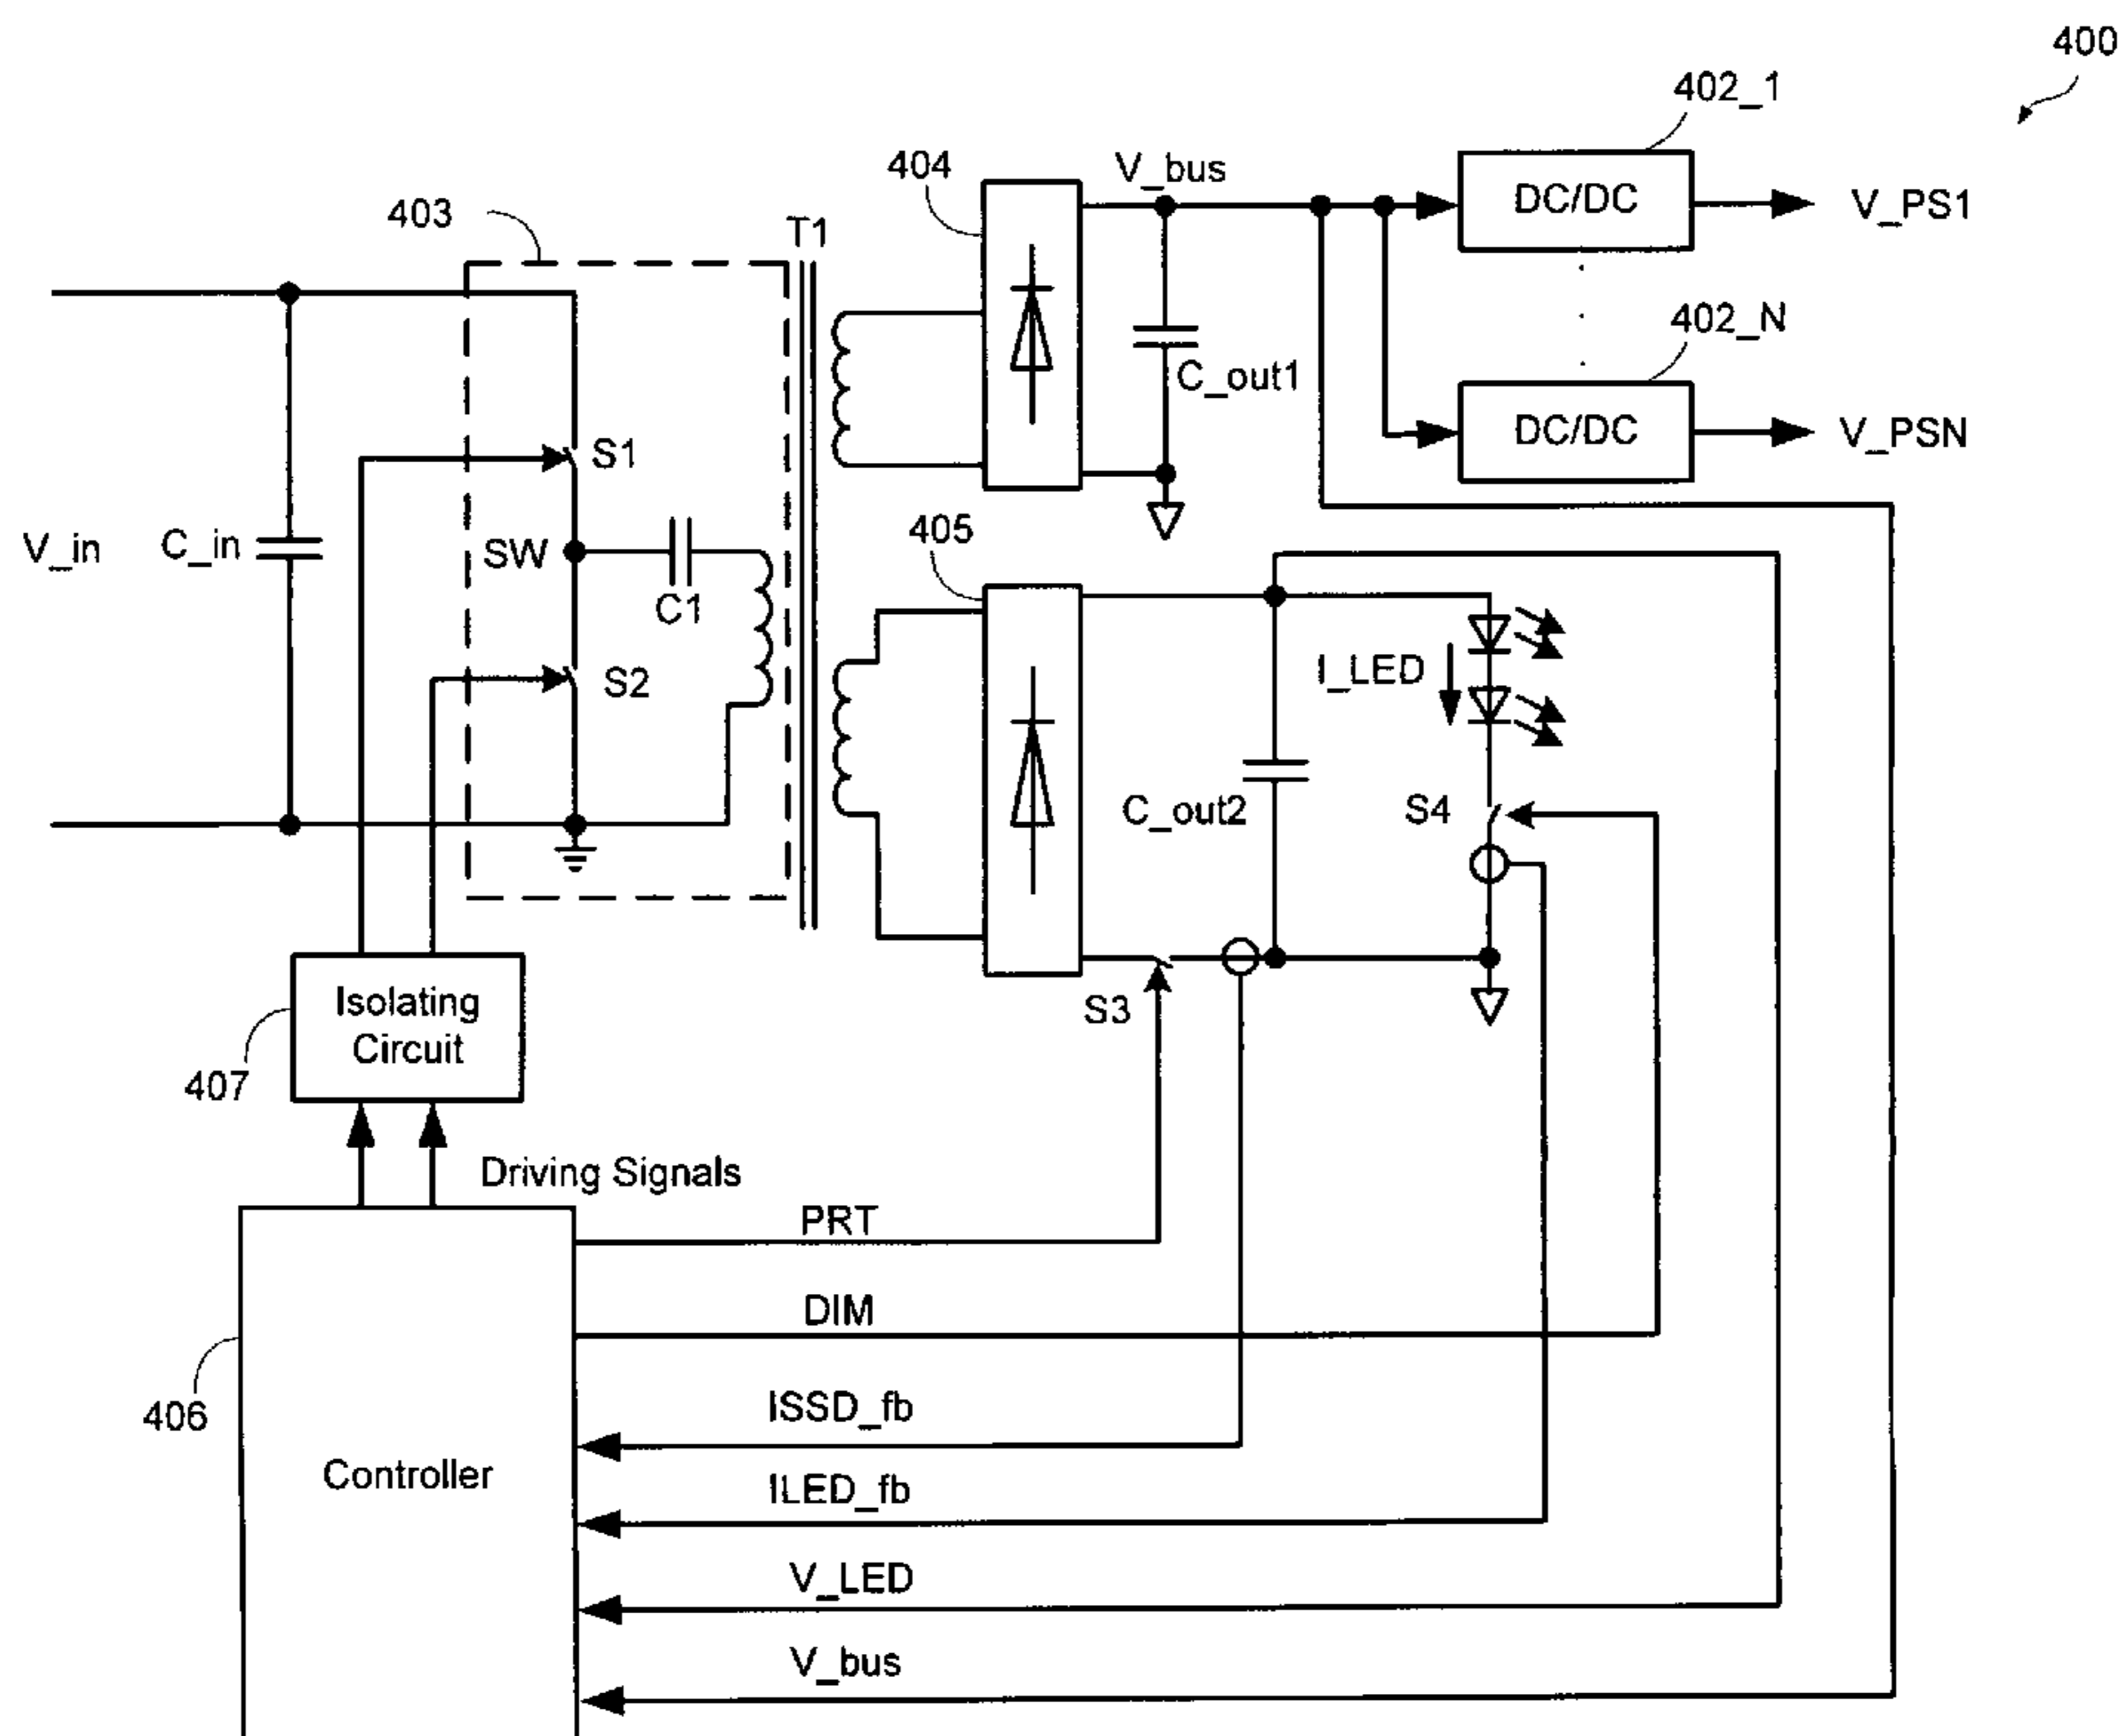 400
402_1
404
V_bus
DC/DC
V_PS1
403
T1
402_N
C_out1
S1
DC/DC
V_PSN
405
V_in
C_in
SW
C1
I_LED
S2
C_out2
S4
Isolating
Circuit
S3
407
Driving Signals
PRT
DIM
406
ISSD_fb
Controller
ILED_fb
V_LED
V_bus